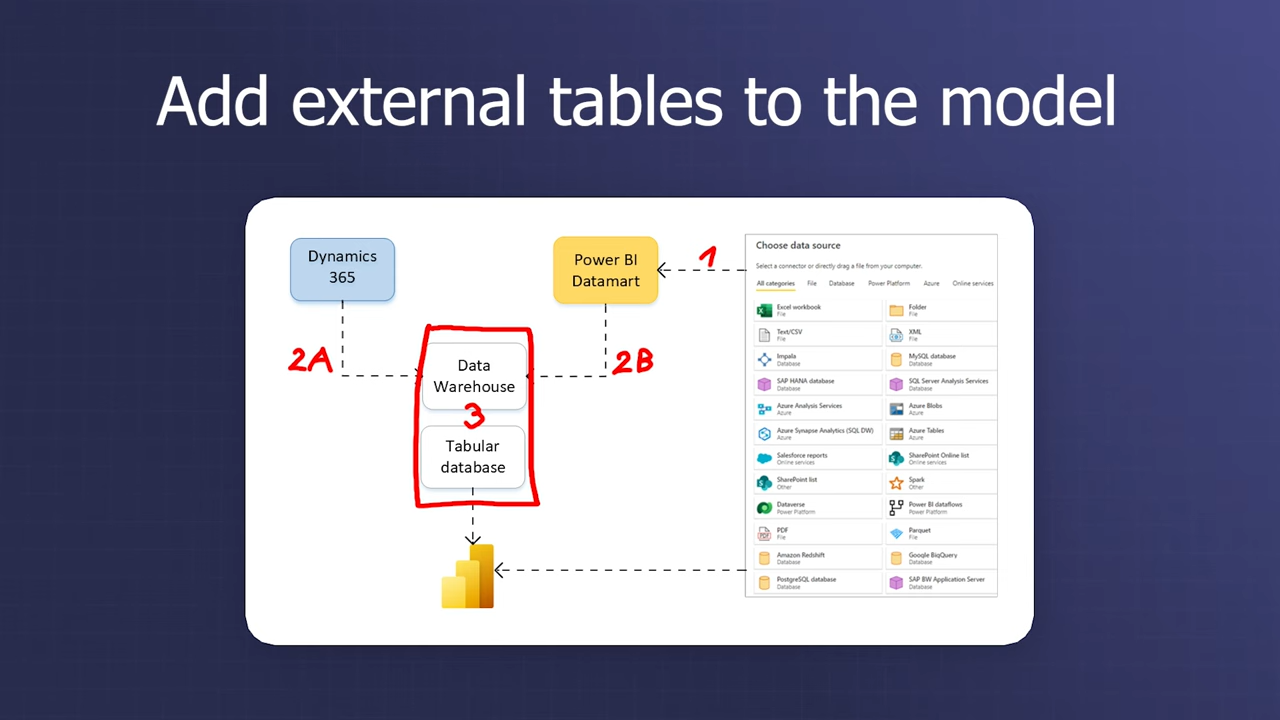 Add external tables to the model
Dynamics
365
Power BI
Datamart
1
2A
2B
Data
Warehouse
3
Tabular
database
Choose data source
Select a connector or directly drag a file from your computer.
All categories File Database Power Platform Azure Online services
Excel workbook
File
Folder
File
Text/CSV
File
XML
File
Impala
Database
MySQL database
Database
SAP HANA database
Database
SQL Server Analysis Services
Database
Azure Analysis Services
Azure
Azure Blobs
Azure
Azure Synapse Analytics (SQL DW)
Azure
Azure Tables
Azure
Salesforce reports
Online services
SharePoint Online list
Online services
SharePoint list
Other
Spark
Other
Dataverse
Power Platform
Power BI dataflows
Power Platform
PDF
File
Parquet
File
Amazon Redshift
Database
Google BigQuery
Database
PostgreSQL database
Database
SAP BW Application Server
Database